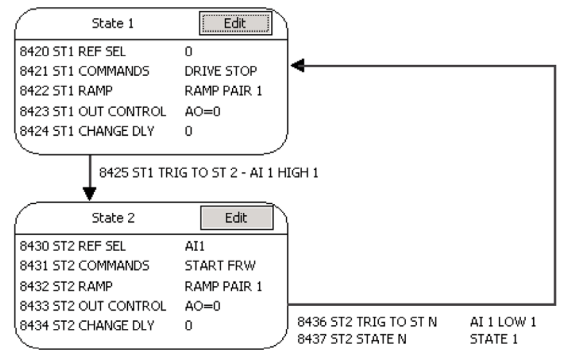 State 1 Edit
8420 ST1 REF SEL 0
8421 ST1 COMMANDS DRIVE STOP
8422 ST1 RAMP RAMP PAIR 1
8423 ST1 OUT CONTROL AO=0
8424 ST1 CHANGE DLY 0
8425 ST1 TRIG TO ST 2 - AI 1 HIGH 1
State 2 Edit
8430 ST2 REF SEL AI1
8431 ST2 COMMANDS START FRW
8432 ST2 RAMP RAMP PAIR 1
8433 ST2 OUT CONTROL AO=0
8434 ST2 CHANGE DLY 0
8436 ST2 TRIG TO ST N AI 1 LOW 1
8437 ST2 STATE N STATE 1